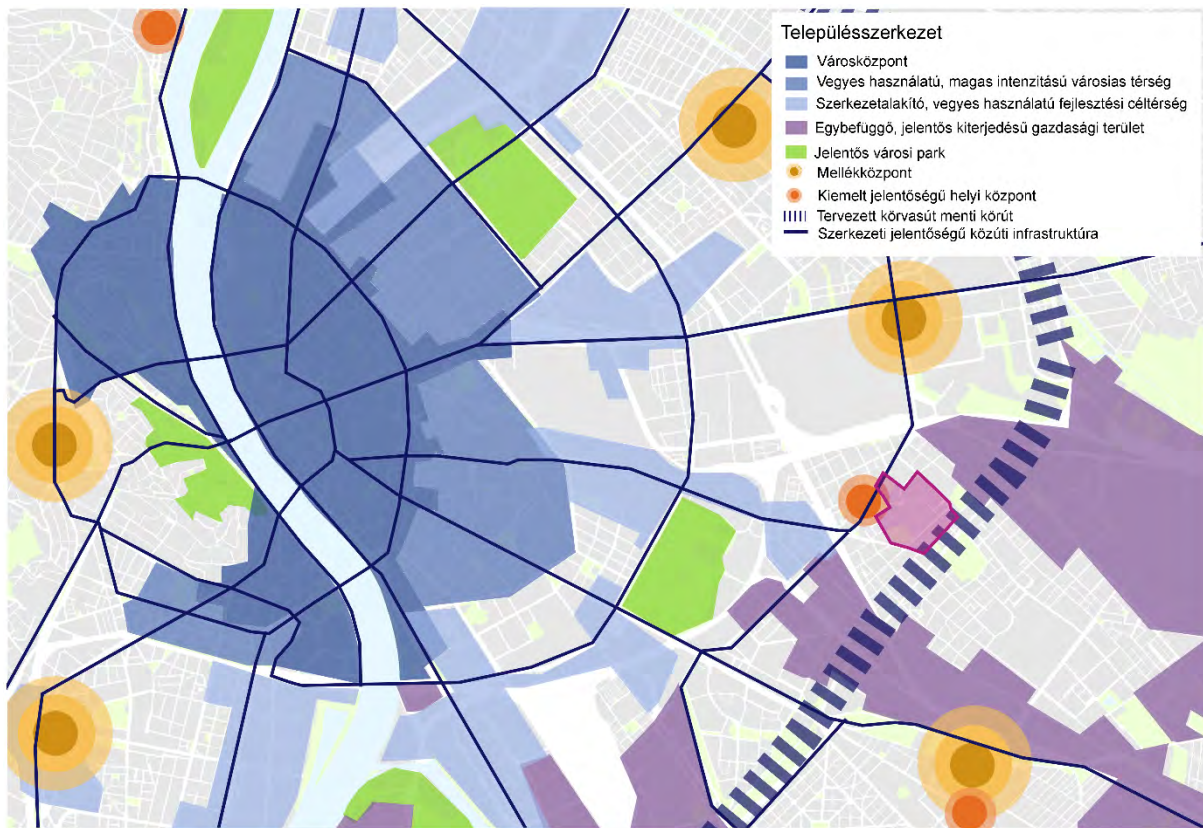 Településszerkezet
Városközpont
Vegyes használatú, magas intenzitású városias térség
Szerkezetalakító, vegyes használatú fejlesztési céltérség
Egybefüggő, jelentős kiterjedésű gazdasági terület
Jelentős városi park
Mellékközpont
Kiemelt jelentőségű helyi központ
Tervezett körvasút menti körút
Szerkezeti jelentőségű közúti infrastruktúra